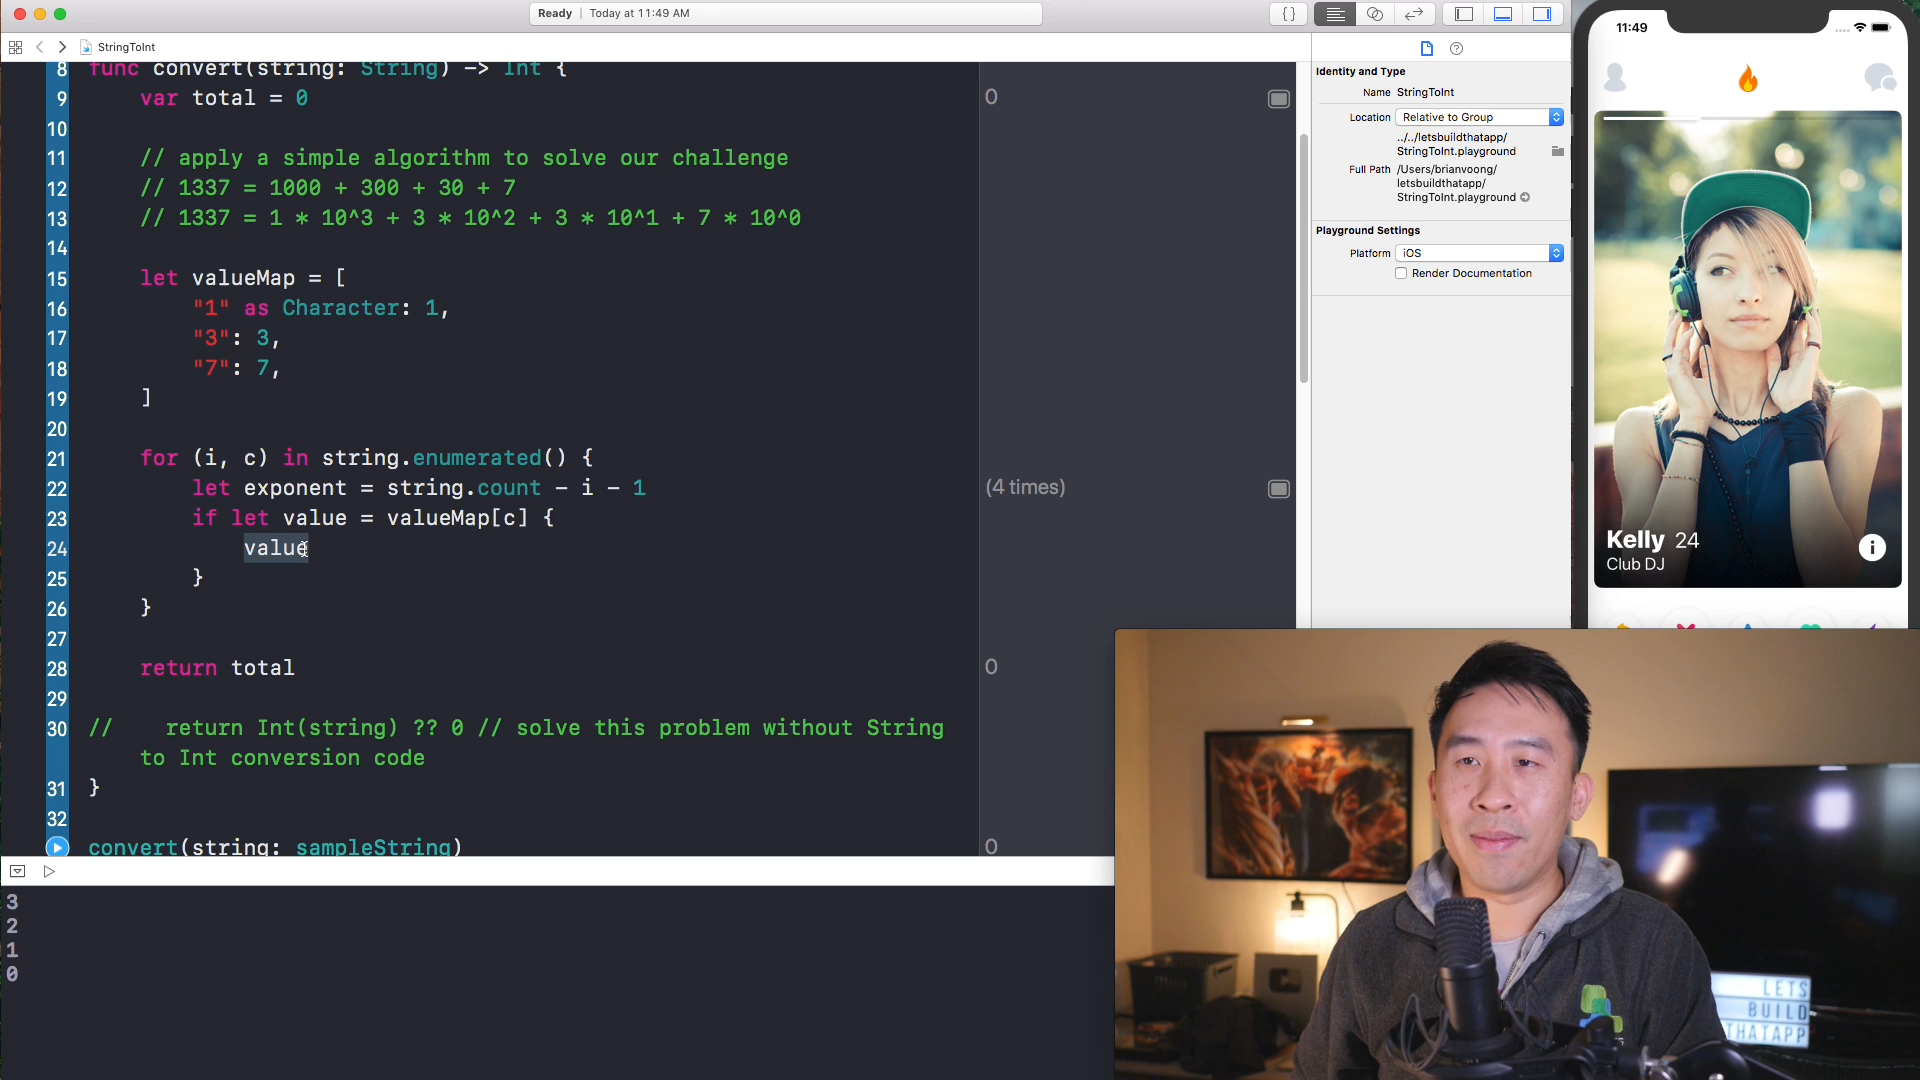 Ready | Today at 11:49 AM
{ }
StringToInt
8 func convert(string: String) -> Int {
9 var total = 0
0
10
11 // apply a simple algorithm to solve our challenge
12 // 1337 = 1000 + 300 + 30 + 7
13 // 1337 = 1 * 10^3 + 3 * 10^2 + 3 * 10^1 + 7 * 10^0
14
15 let valueMap = [
16 "1" as Character: 1,
17 "3": 3,
18 "7": 7,
19 ]
20
21 for (i, c) in string.enumerated() {
22 let exponent = string.count - i - 1
(4 times)
23 if let value = valueMap[c] {
24 value
25 }
26 }
27
28 return total
0
29
30 // return Int(string) ?? 0 // solve this problem without String
to Int conversion code
31 }
32
convert(string: sampleString)
0
3
2
1
0
Identity and Type
Name StringToInt
Location Relative to Group
../../letsbuildthatapp/
StringToInt.playground
Full Path /Users/brianvoong/
letsbuildthatapp/
StringToInt.playground
Playground Settings
Platform iOS
Render Documentation
11:49
Kelly 24
Club DJ
i
LETS
BUILD
THATAPP